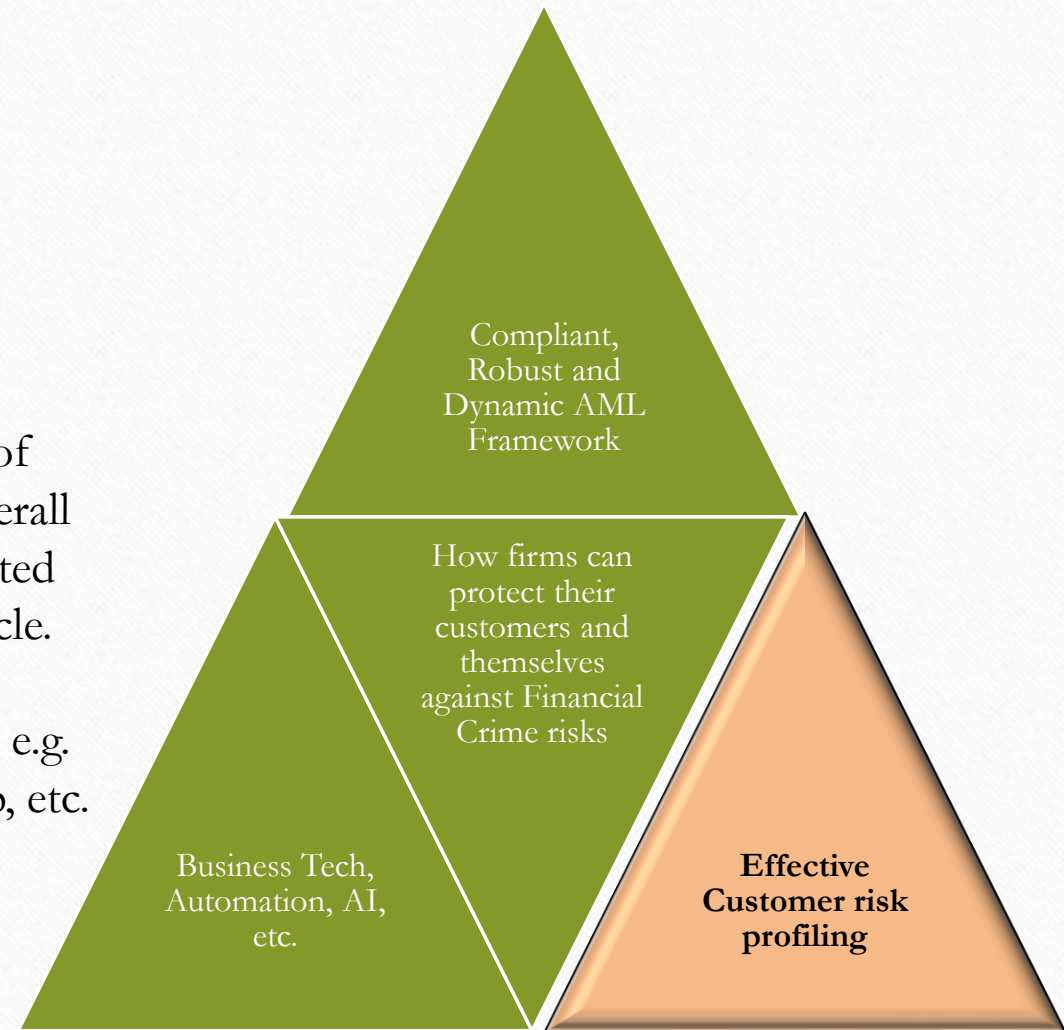 of
erall
ted
cle.
e.g.
o, etc.
Compliant,
Robust and
Dynamic AML
Framework
How firms can
protect their
customers and
themselves
against Financial
Crime risks
Business Tech,
Automation, AI,
etc.
Effective
Customer risk
profiling